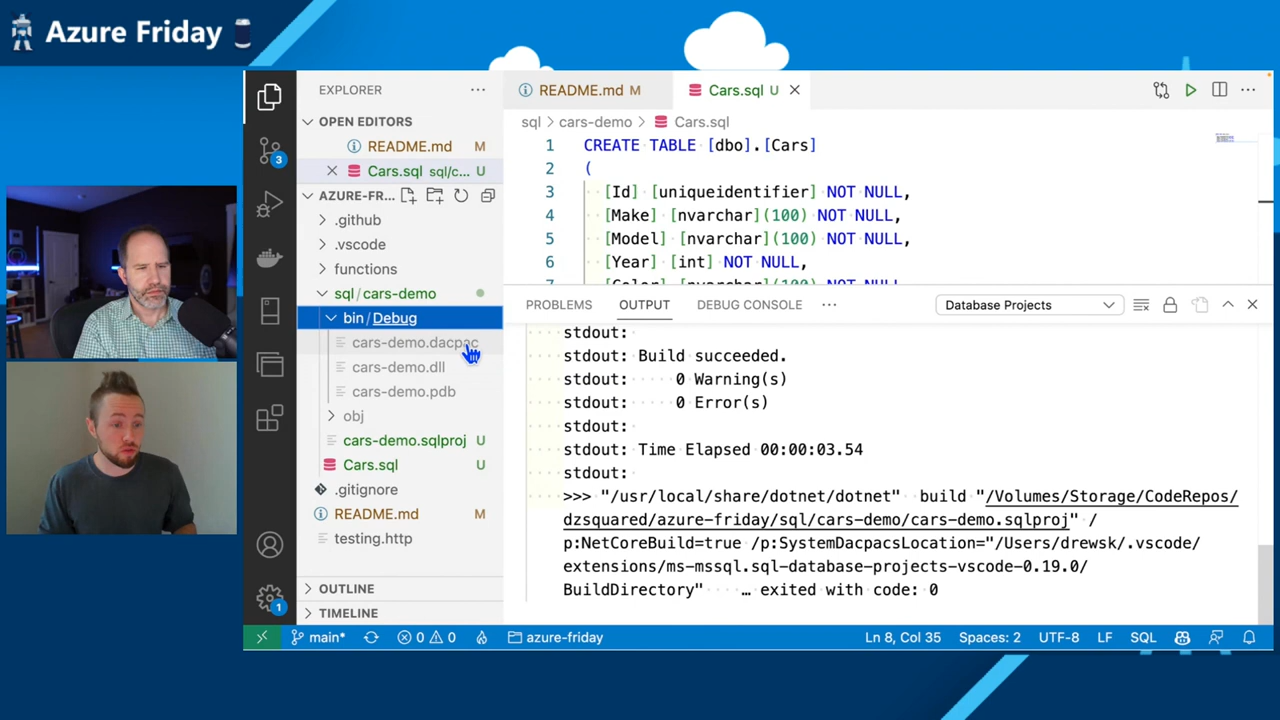 Azure Friday
EXPLORER
OPEN EDITORS
README.md M
Cars.sql sql/c... U
AZURE-FR...
.github
.vscode
functions
sql/cars-demo
bin/Debug
cars-demo.dacpac
cars-demo.dll
cars-demo.pdb
obj
cars-demo.sqlproj U
Cars.sql U
.gitignore
README.md M
testing.http
OUTLINE
TIMELINE
3
1
README.md M
Cars.sql U
sql > cars-demo > Cars.sql
1 CREATE TABLE [dbo].[Cars]
2 (
3 [Id] [uniqueidentifier] NOT NULL,
4 [Make] [nvarchar](100) NOT NULL,
5 [Model] [nvarchar](100) NOT NULL,
6 [Year] [int] NOT NULL,
7 [Color] [nvarchar](100) NOT NULL,
PROBLEMS OUTPUT DEBUG CONSOLE ··· Database Projects
stdout:
stdout: Build succeeded.
stdout: 0 Warning(s)
stdout: 0 Error(s)
stdout:
stdout: Time Elapsed 00:00:03.54
stdout:
>>> "/usr/local/share/dotnet/dotnet" build "/Volumes/Storage/CodeRepos/
dzsquared/azure-friday/sql/cars-demo/cars-demo.sqlproj" /
p:NetCoreBuild=true /p:SystemDacpacsLocation="/Users/drewsk/.vscode/
extensions/ms-mssql.sql-database-projects-vscode-0.19.0/
BuildDirectory" … exited with code: 0
main* 0 0 azure-friday Ln 8, Col 35 Spaces: 2 UTF-8 LF SQL